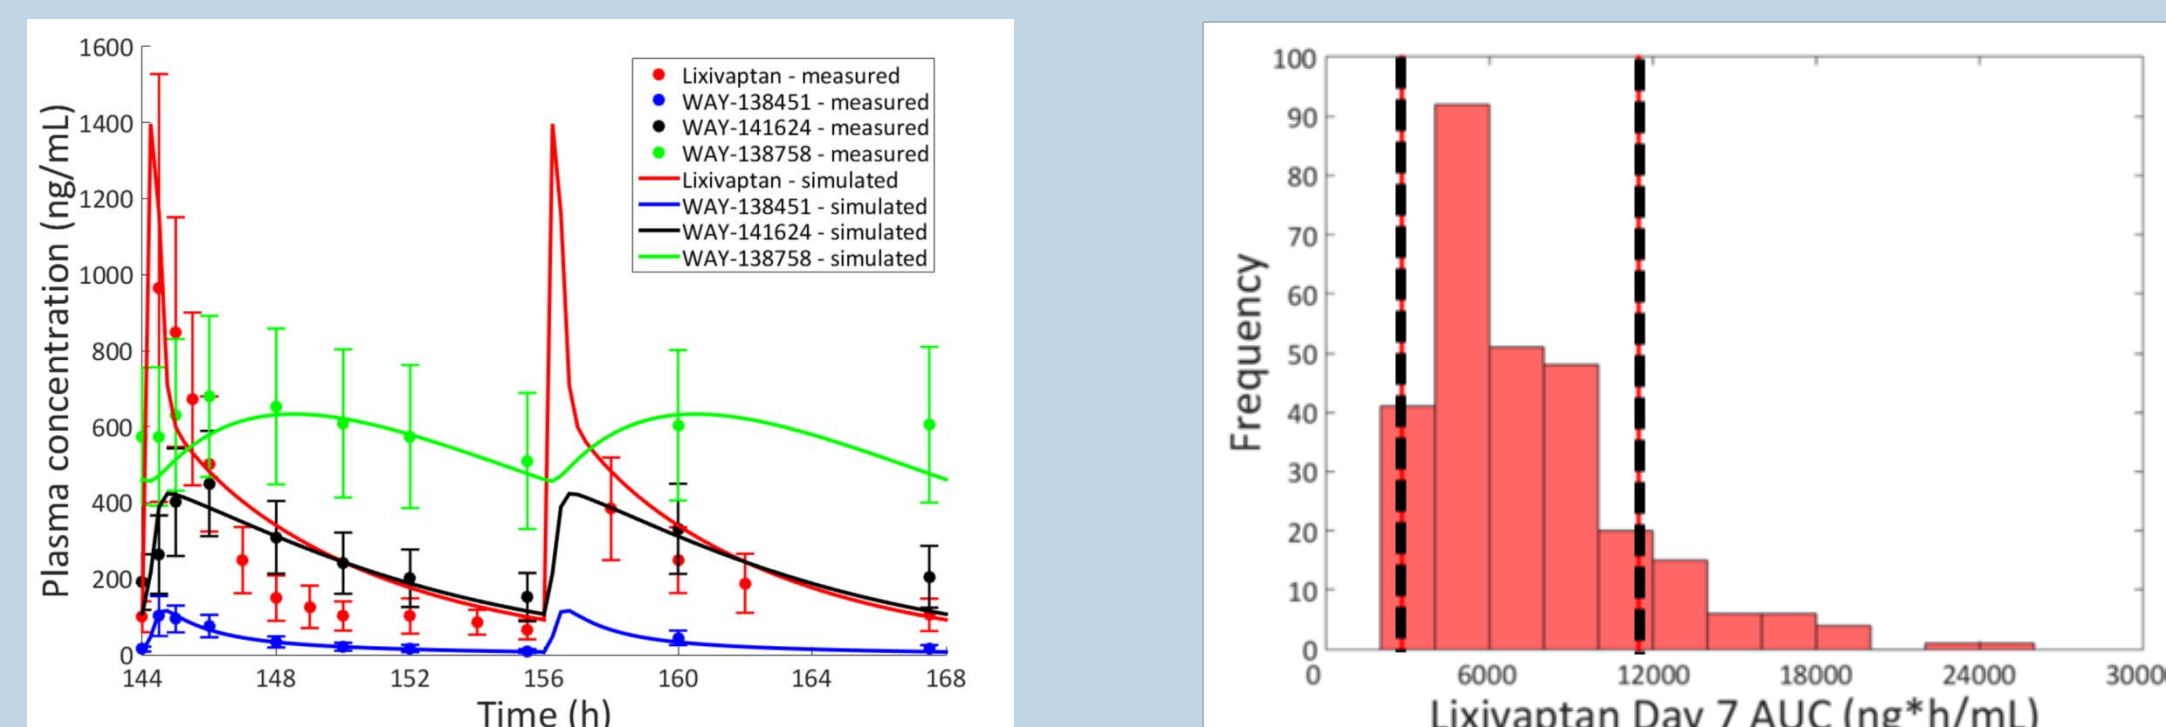 1600
1400
1200
1000
800
600
400
200
0
Plasma concentration (ng/mL)
Lixivaptan - measured
WAY-138451 - measured
WAY-141624 - measured
WAY-138758 - measured
Lixivaptan - simulated
WAY-138451 - simulated
WAY-141624 - simulated
WAY-138758 - simulated
144 148 152 156 160 164 168
Time (h)
100
90
80
70
60
50
40
30
20
10
0
Frequency
0 6000 12000 18000 24000 3000
Lixivaptan Day 7 AUC (ng*h/mL)